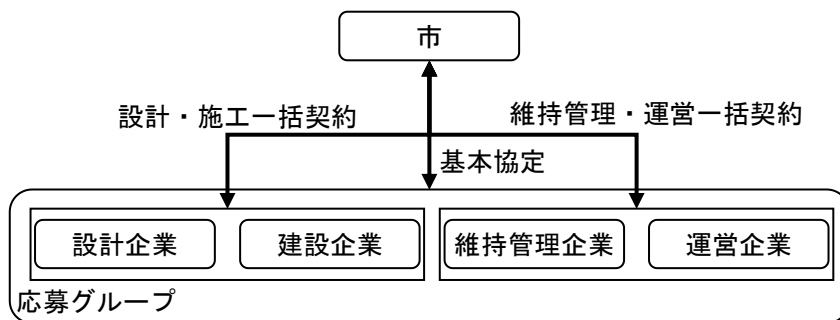 市
設計・施工一括契約
維持管理・運営一括契約
基本協定
設計企業
建設企業
維持管理企業
運営企業
応募グループ